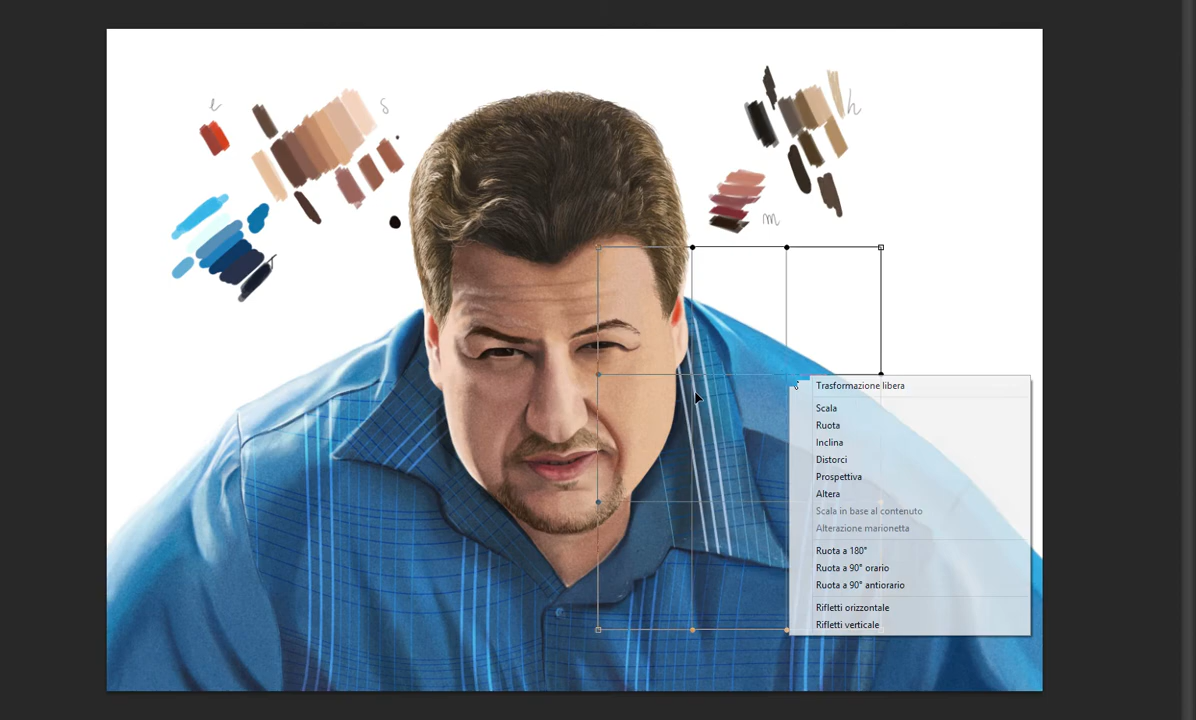 e
s
h
m
Trasformazione libera
Scala
Ruota
Inclina
Distorci
Prospettiva
Altera
Scala in base al contenuto
Alterazione marionetta
Ruota a 180°
Ruota a 90° orario
Ruota a 90° antiorario
Rifletti orizzontale
Rifletti verticale